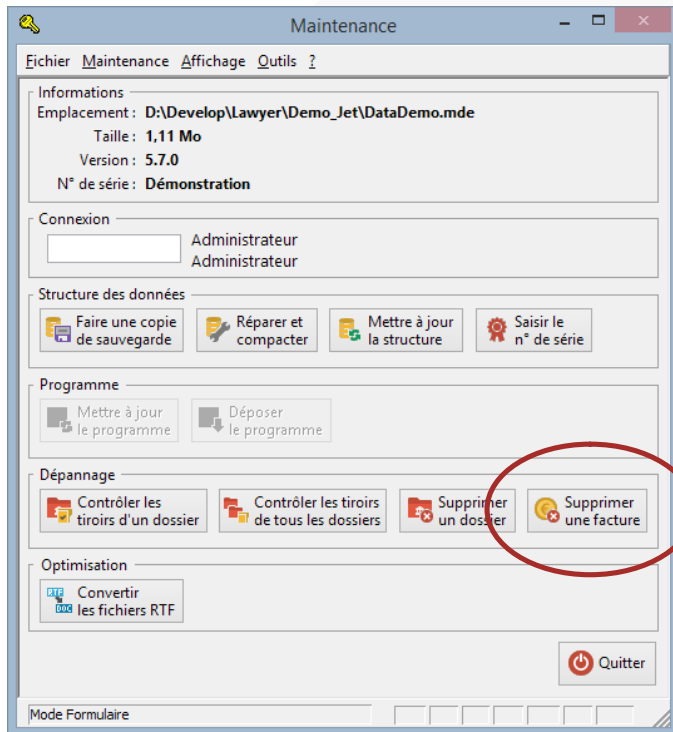 Maintenance
Fichier Maintenance Affichage Outils ?
Informations
Emplacement : D:\Develop\Lawyer\Demo_Jet\DataDemo.mde
Taille : 1,11 Mo
Version : 5.7.0
N° de série : Démonstration
Connexion
Administrateur
Administrateur
Structure des données
Faire une copie
de sauvegarde
Réparer et
compacter
Mettre à jour
la structure
Saisir le
n° de série
Programme
Mettre à jour
le programme
Déposer
le programme
Dépannage
Contrôler les
tiroirs d'un dossier
Contrôler les tiroirs
de tous les dossiers
Supprimer
un dossier
Supprimer
une facture
Optimisation
RTF
DOC
Convertir
les fichiers RTF
Quitter
Mode Formulaire